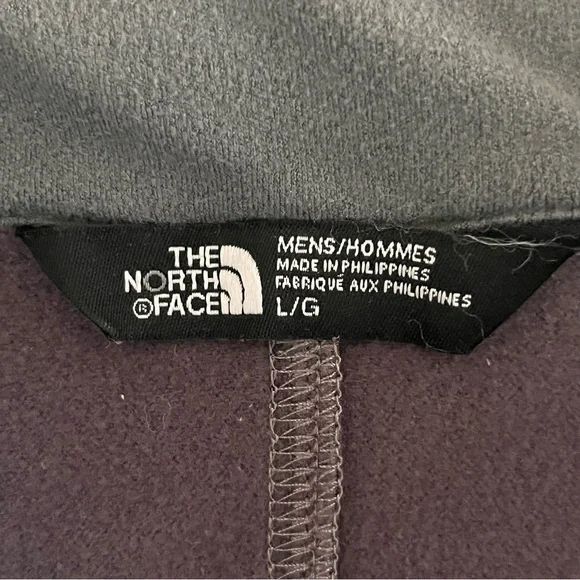 THE
NORTH
®FACE
MENS/HOMMES
MADE IN PHILIPPINES
FABRIQUÉ AUX PHILIPPINES
L/G